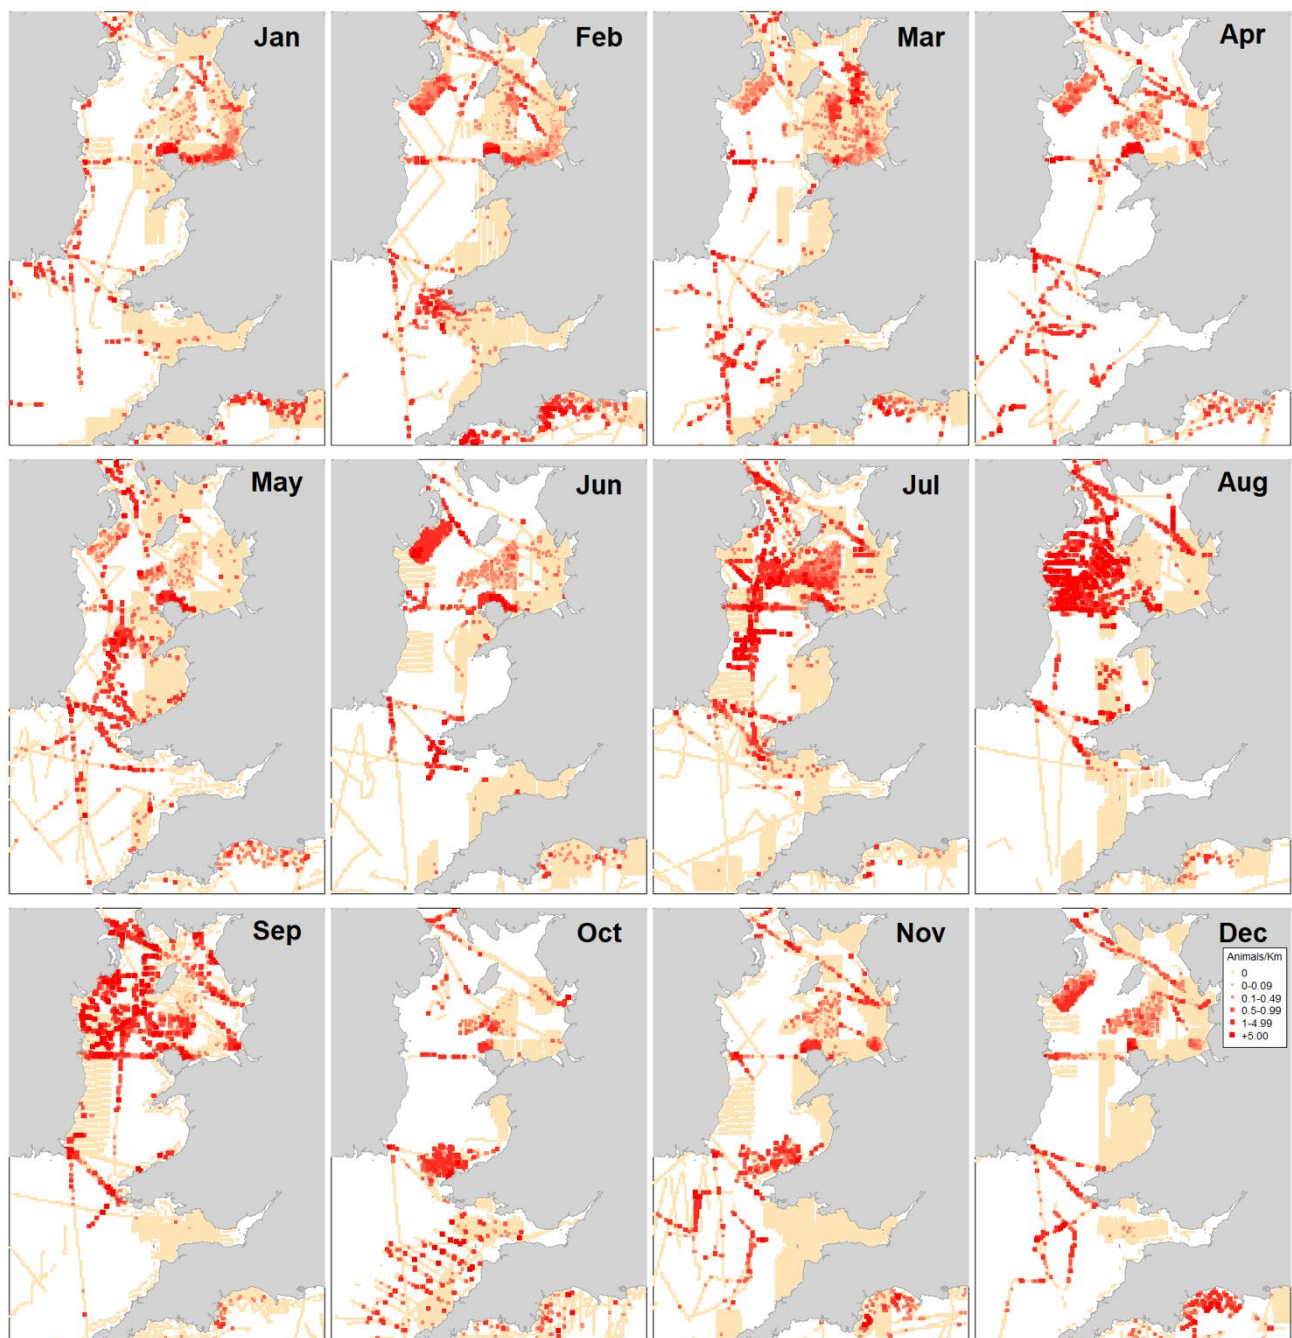 Jan
Feb
Mar
Apr
May
Jun
Jul
Aug
Sep
Oct
Nov
Dec
Animals/Km
0
0-0.09
0.1-0.49
0.5-0.99
1-4.99
+5.00